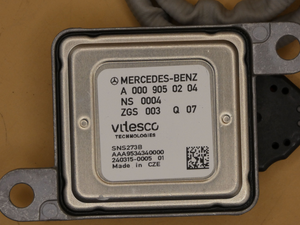 MERCEDES-BENZ
A 000 905 02 04
NS 0004
ZGS 003 Q 07
vitesco
TECHNOLOGIES
SNS273B
AAA9534340000
240315-0005 01
Made in CZE